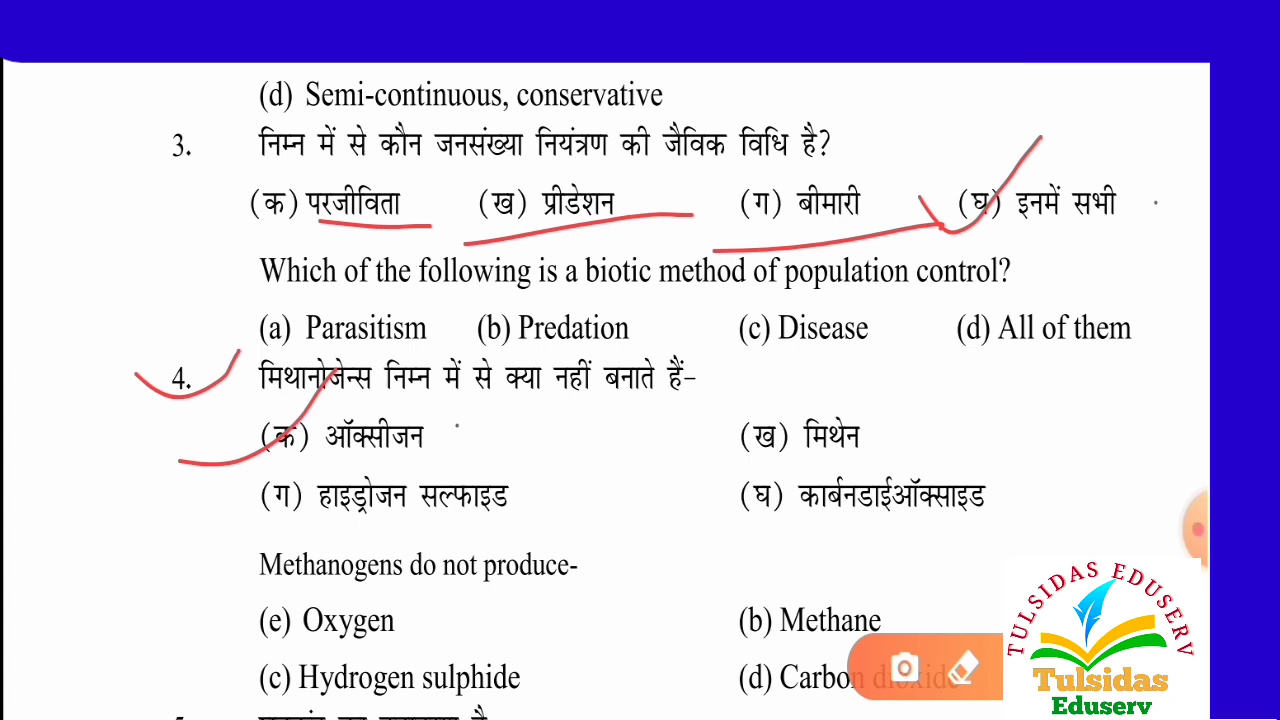 (d) Semi-continuous, conservative
3. निम्न में से कौन जनसंख्या नियंत्रण की जैविक विधि है?
(क) परजीविता (ख) प्रीडेशन (ग) बीमारी (घ) इनमें सभी
Which of the following is a biotic method of population control?
(a) Parasitism (b) Predation (c) Disease (d) All of them
4. मिथानोजेन्स निम्न में से क्या नहीं बनाते हैं-
(क) ऑक्सीजन (ख) मिथेन
(ग) हाइड्रोजन सल्फाइड (घ) कार्बनडाईऑक्साइड
Methanogens do not produce-
(e) Oxygen (b) Methane
(c) Hydrogen sulphide (d) Carbon dioxide
TULSIDAS EDUSERV
Tulsidas
Eduserv